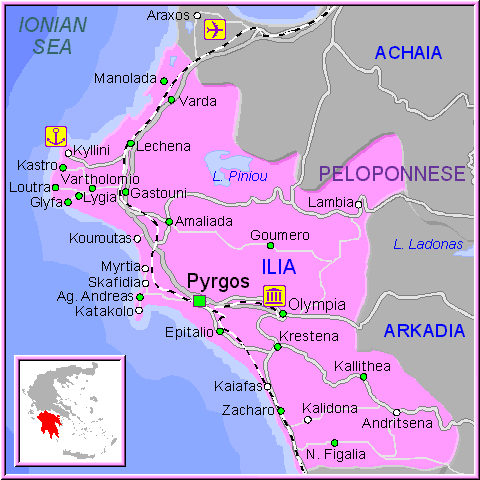 Araxos
IONIAN
SEA
ACHAIA
Manolada
Varda
Lechena
Kyllini
Kastro
Vartholomio
L. Piniou
PELOPONNESE
Loutra
Lygia
Gastouni
Glyfa
Lambia
Amaliada
Kouroutas
Goumero
L. Ladonas
Myrtia
ILIA
Skafidia
Pyrgos
Ag. Andreas
Katakolo
Olympia
Epitalio
ARKADIA
Krestena
Kallithea
Kaiafas
Zacharo
Kalidona
Andritsena
N. Figalia